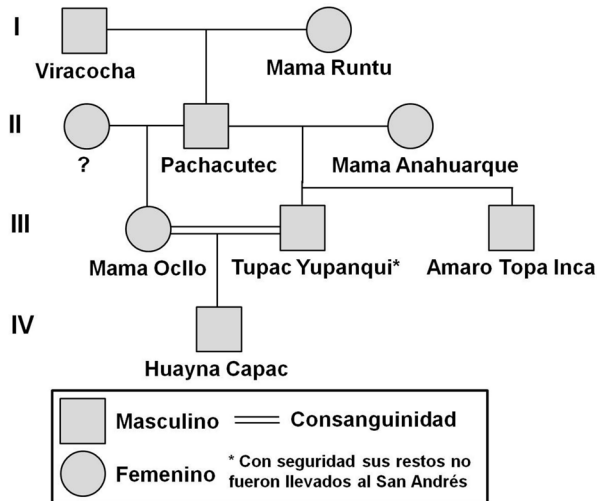 I
Viracocha
Mama Runtu
II
?
Pachacutec
Mama Anahuarque
III
Mama Ocllo
Tupac Yupanqui*
Amaro Topa Inca
IV
Huayna Capac
Masculino
Consanguinidad
Femenino
* Con seguridad sus restos no
fueron llevados al San Andrés